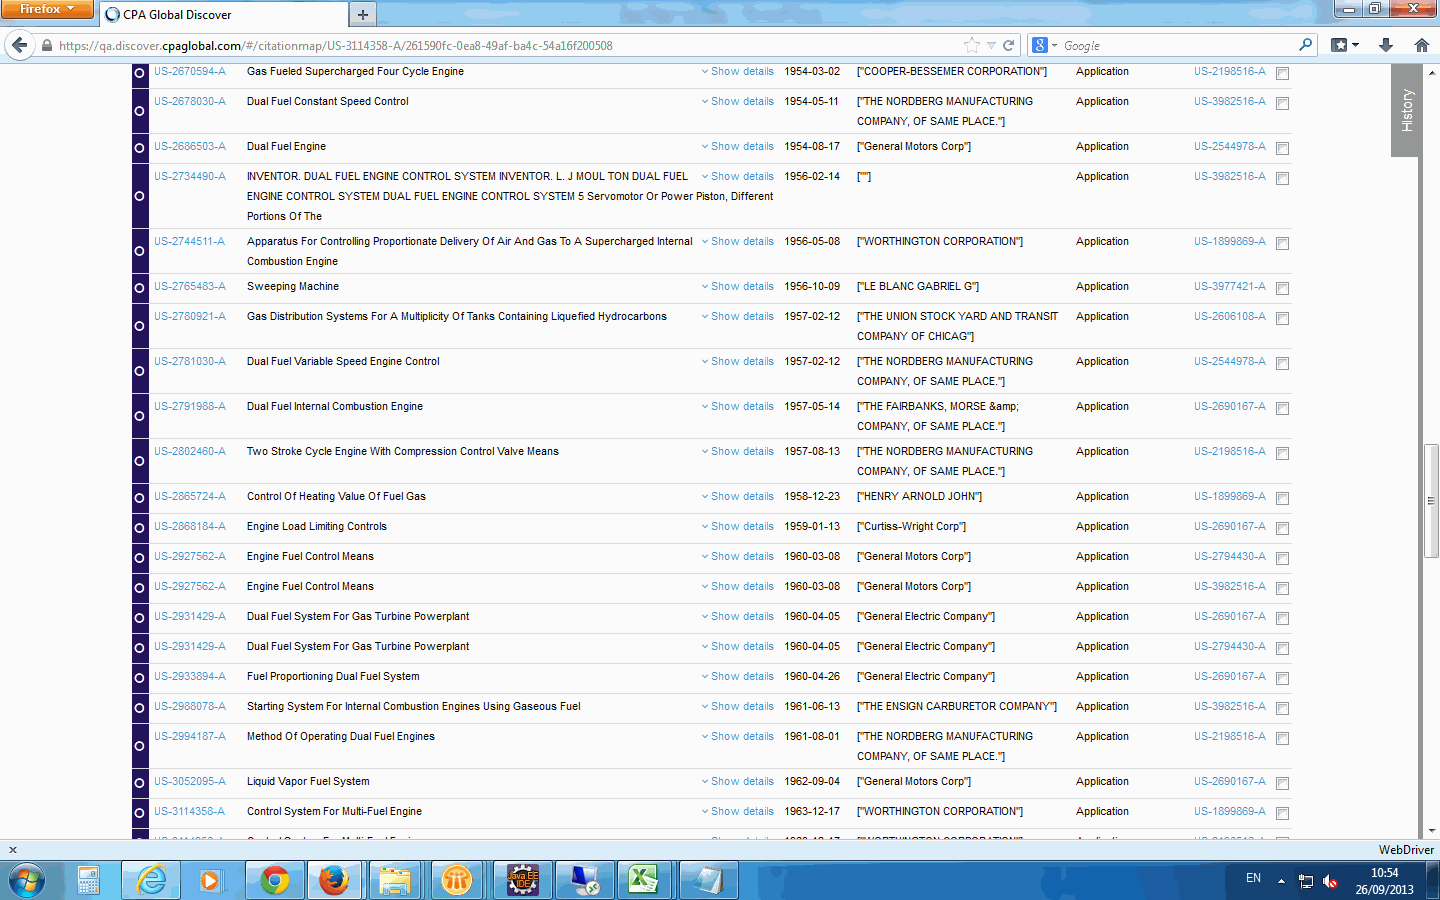 Firefox
CPA Global Discover
https://qa.discover.cpaglobal.com/#/citationmap/US-3114358-A/261590fc-0ea8-49af-ba4c-54a16f200508
Google
History
US-2670594-A Gas Fueled Supercharged Four Cycle Engine Show details 1954-03-02 ["COOPER-BESSEMER CORPORATION"] Application US-2198516-A
US-2678030-A Dual Fuel Constant Speed Control Show details 1954-05-11 ["THE NORDBERG MANUFACTURING Application US-3982516-A
COMPANY, OF SAME PLACE."]
US-2686503-A Dual Fuel Engine Show details 1954-08-17 ["General Motors Corp"] Application US-2544978-A
US-2734490-A INVENTOR. DUAL FUEL ENGINE CONTROL SYSTEM INVENTOR. L. J MOUL TON DUAL FUEL Show details 1956-02-14 [""] Application US-3982516-A
ENGINE CONTROL SYSTEM DUAL FUEL ENGINE CONTROL SYSTEM 5 Servomotor Or Power Piston, Different
Portions Of The
US-2744511-A Apparatus For Controlling Proportionate Delivery Of Air And Gas To A Supercharged Internal Show details 1956-05-08 ["WORTHINGTON CORPORATION"] Application US-1899869-A
Combustion Engine
US-2765483-A Sweeping Machine Show details 1956-10-09 ["LE BLANC GABRIEL G"] Application US-3977421-A
US-2780921-A Gas Distribution Systems For A Multiplicity Of Tanks Containing Liquefied Hydrocarbons Show details 1957-02-12 ["THE UNION STOCK YARD AND TRANSIT Application US-2606108-A
COMPANY OF CHICAG"]
US-2781030-A Dual Fuel Variable Speed Engine Control Show details 1957-02-12 ["THE NORDBERG MANUFACTURING Application US-2544978-A
COMPANY, OF SAME PLACE."]
US-2791988-A Dual Fuel Internal Combustion Engine Show details 1957-05-14 ["THE FAIRBANKS, MORSE &amp; Application US-2690167-A
COMPANY, OF SAME PLACE."]
US-2802460-A Two Stroke Cycle Engine With Compression Control Valve Means Show details 1957-08-13 ["THE NORDBERG MANUFACTURING Application US-2198516-A
COMPANY, OF SAME PLACE."]
US-2865724-A Control Of Heating Value Of Fuel Gas Show details 1958-12-23 ["HENRY ARNOLD JOHN"] Application US-1899869-A
US-2868184-A Engine Load Limiting Controls Show details 1959-01-13 ["Curtiss-Wright Corp"] Application US-2690167-A
US-2927562-A Engine Fuel Control Means Show details 1960-03-08 ["General Motors Corp"] Application US-2794430-A
US-2927562-A Engine Fuel Control Means Show details 1960-03-08 ["General Motors Corp"] Application US-3982516-A
US-2931429-A Dual Fuel System For Gas Turbine Powerplant Show details 1960-04-05 ["General Electric Company"] Application US-2690167-A
US-2931429-A Dual Fuel System For Gas Turbine Powerplant Show details 1960-04-05 ["General Electric Company"] Application US-2794430-A
US-2933894-A Fuel Proportioning Dual Fuel System Show details 1960-04-26 ["General Electric Company"] Application US-2690167-A
US-2988078-A Starting System For Internal Combustion Engines Using Gaseous Fuel Show details 1961-06-13 ["THE ENSIGN CARBURETOR COMPANY"] Application US-3982516-A
US-2994187-A Method Of Operating Dual Fuel Engines Show details 1961-08-01 ["THE NORDBERG MANUFACTURING Application US-2198516-A
COMPANY, OF SAME PLACE."]
US-3052095-A Liquid Vapor Fuel System Show details 1962-09-04 ["General Motors Corp"] Application US-2690167-A
US-3114358-A Control System For Multi-Fuel Engine Show details 1963-12-17 ["WORTHINGTON CORPORATION"] Application US-1899869-A
WebDriver
Java EE
IDE
EN
10:54
26/09/2013